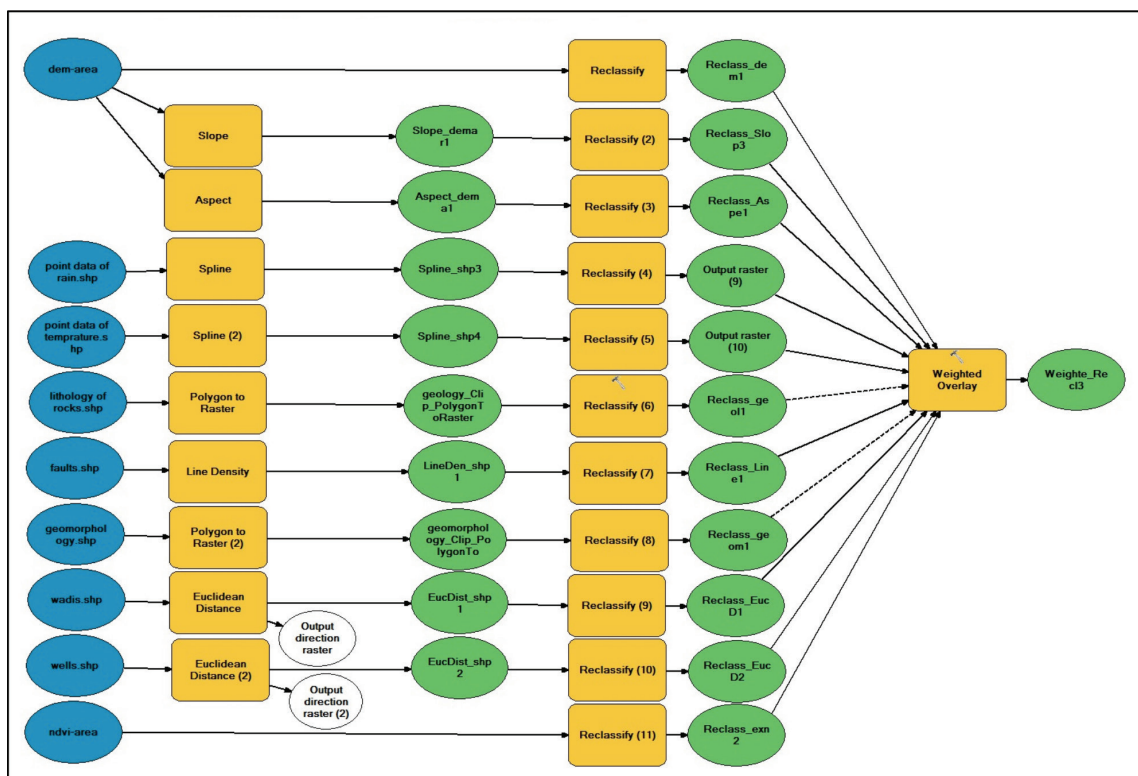 dem-area
Reclassify
Reclass_de
m1
Slope
Slope_dema
r1
Reclassify (2)
Reclass_Slo
p3
Aspect
Aspect_dem
a1
Reclassify (3)
Reclass_As
pe1
point data of
rain.shp
Spline
Spline_shp3
Reclassify (4)
Output raster
(9)
point data of
temprature.s
hp
Spline (2)
Spline_shp4
Reclassify (5)
Output raster
(10)
Weighted
Overlay
Weighte_Re
cl3
lithology of
rocks.shp
Polygon to
Raster
geology_Cli
p_PolygonT
oRaster
Reclassify (6)
Reclass_ge
ol1
faults.shp
Line Density
LineDen_shp
1
Reclassify (7)
Reclass_Lin
e1
geomorphol
ogy.shp
Polygon to
Raster (2)
geomorphol
ogy_Clip_Po
lygonTo
Reclassify (8)
Reclass_ge
om1
wadis.shp
Euclidean
Distance
EucDist_shp
1
Reclassify (9)
Reclass_Euc
D1
Output
direction
raster
wells.shp
Euclidean
Distance (2)
EucDist_shp
2
Reclassify (10)
Reclass_Euc
D2
Output
direction
raster (2)
ndvi-area
Reclassify (11)
Reclass_exn
2